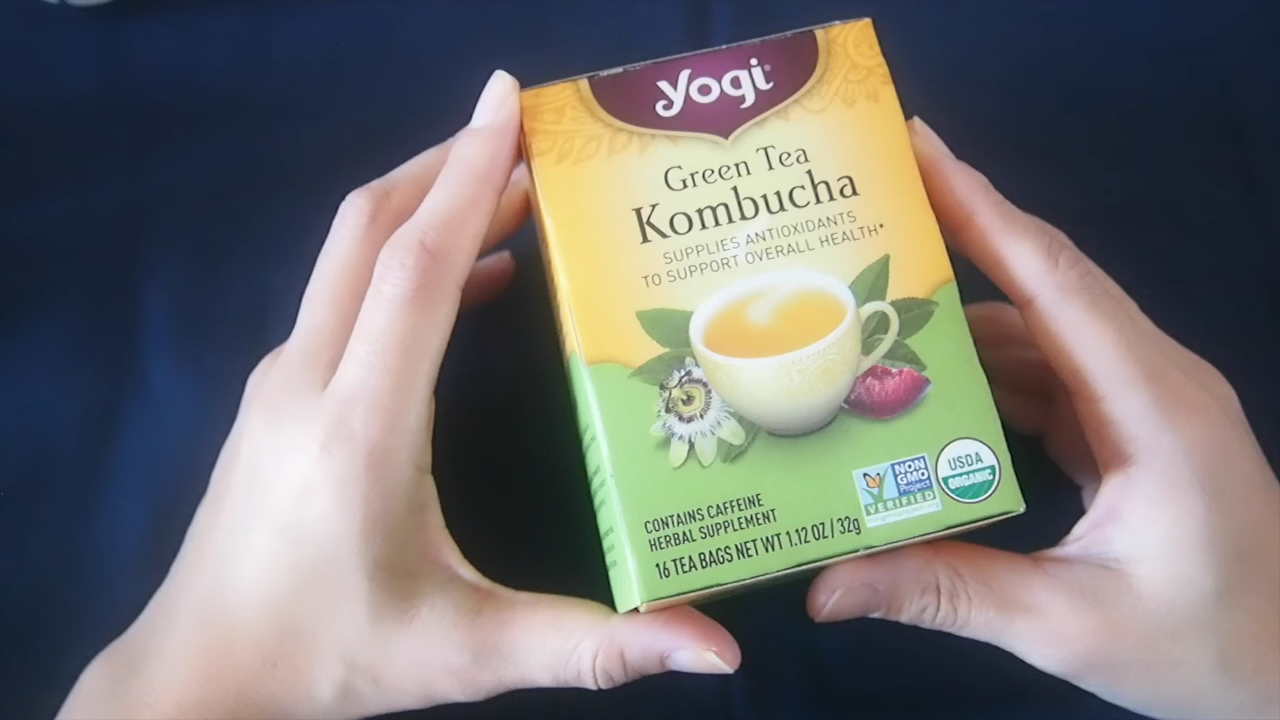 yogi®
Green Tea
Kombucha
SUPPLIES ANTIOXIDANTS
TO SUPPORT OVERALL HEALTH*
NON
GMO
Project
VERIFIED
USDA
ORGANIC
CONTAINS CAFFEINE
HERBAL SUPPLEMENT
16 TEA BAGS NET WT 1.12 OZ / 32g